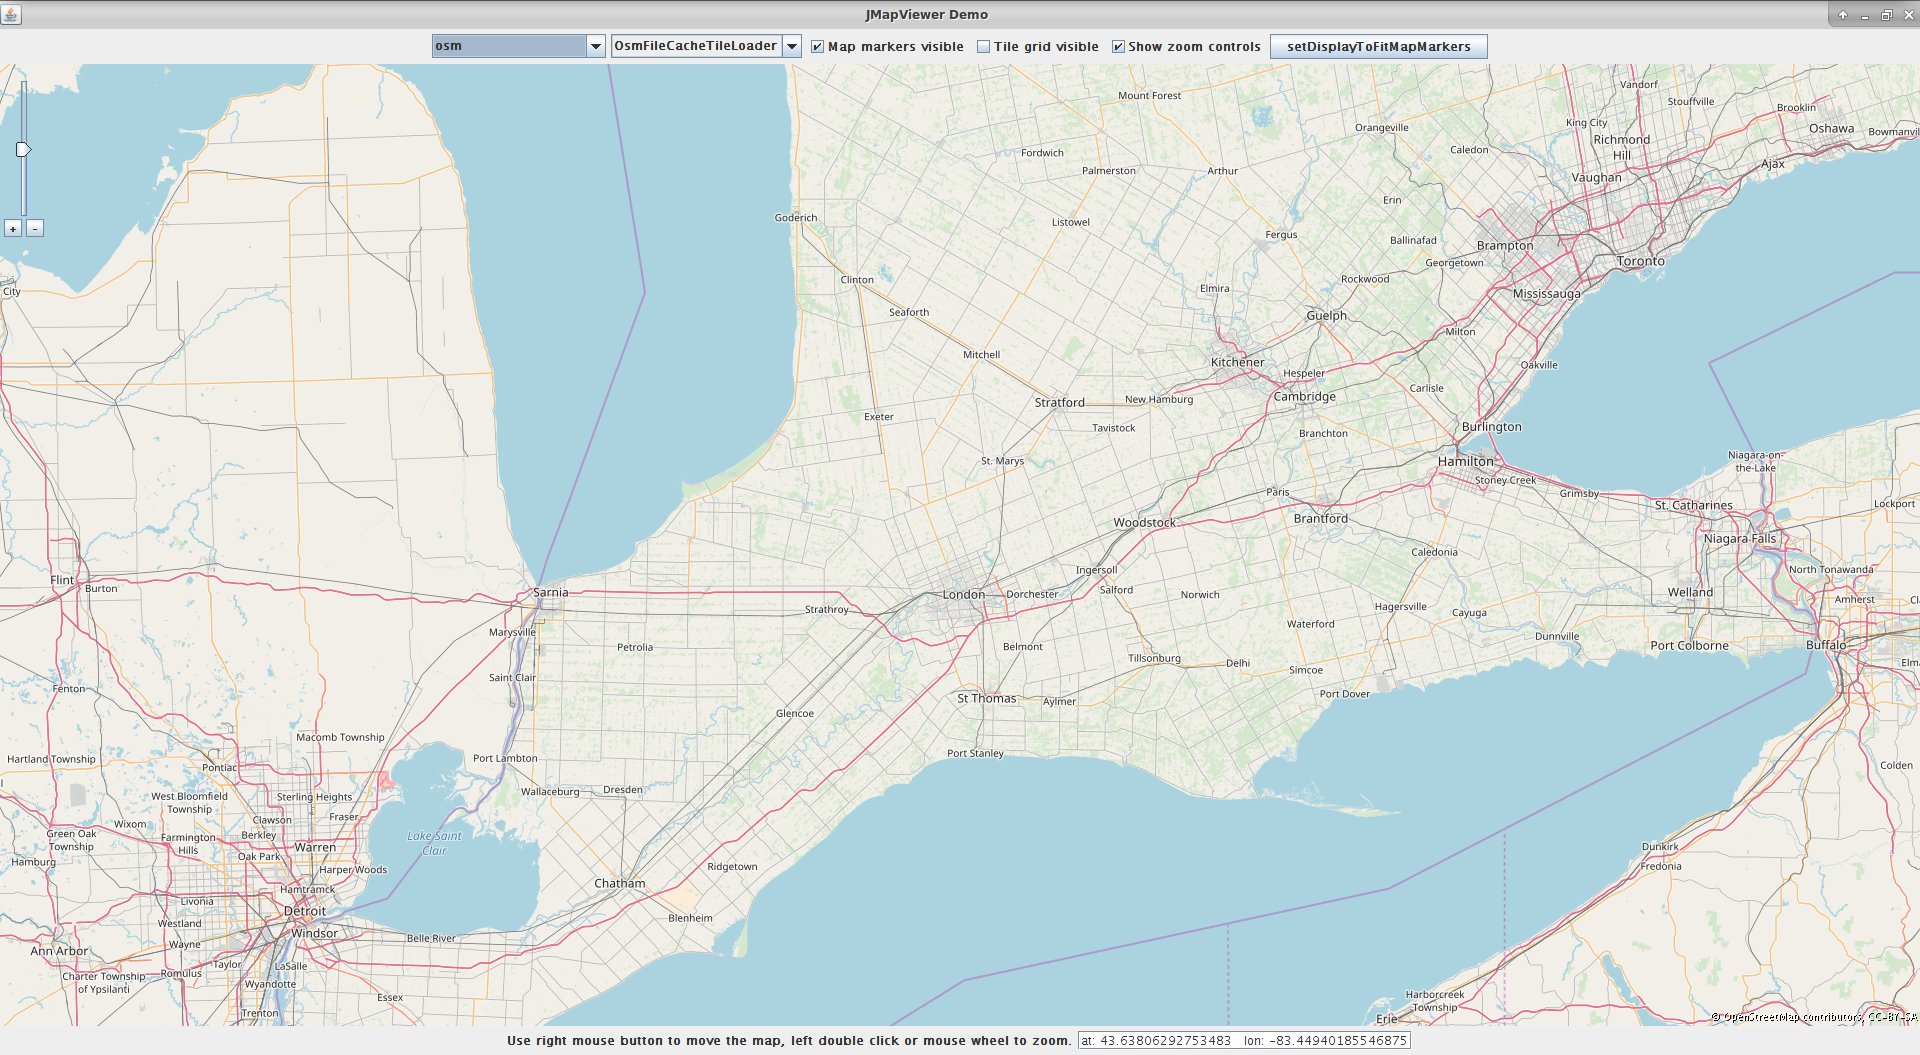 JMapViewer Demo
osm
OsmFileCacheTileLoader
Map markers visible
Tile grid visible
Show zoom controls
setDisplayToFitMapMarkers
Vandorf
Mount Forest
Stouffville
Brooklin
King City
Orangeville
Oshawa
Bowmanvil
Richmond
Hill
Caledon
Fordwich
Ajax
Palmerston
Arthur
Vaughan
Erin
Goderich
Listowel
Fergus
Ballinafad
Brampton
Georgetown
Toronto
Clinton
Rockwood
City
Elmira
Mississauga
Seaforth
Guelph
Milton
Mitchell
Kitchener
Oakville
Hespeler
Carlisle
Cambridge
Stratford
New Hamburg
Exeter
Tavistock
Burlington
Branchton
Niagara-on
the-Lake
St. Marys
Hamilton
Stoney Creek
Paris
Grimsby
St. Catharines
Lockport
Brantford
Woodstock
Niagara Falls
Caledonia
Ingersoll
North Tonawanda
Flint
Burton
Sarnia
London
Dorchester
Salford
Norwich
Welland
Amherst
Cl
Strathroy
Hagersville
Cayuga
Waterford
Marysville
Dunnville
Petrolia
Belmont
Port Colborne
Buffalo
Tillsonburg
Delhi
Elm
Simcoe
Saint Clair
Fenton
Port Dover
St Thomas
Aylmer
Glencoe
Macomb Township
Port Stanley
Hartland Township
Port Lambton
Pontiac
Colden
Wallaceburg
Dresden
West Bloomfield
Township
Sterling Heights
Clawson
Fraser
Wixom
Green Oak
Township
Farmington
Hills
Berkley
Lake Saint
Clair
Warren
Dunkirk
Oak Park
Hamburg
Fredonia
Ridgetown
Harper Woods
Chatham
Hamtramck
Livonia
Detroit
Blenheim
Westland
Windsor
Belle River
Wayne
Ann Arbor
Taylor
LaSalle
Charter Township
of Ypsilanti
Romulus
Wyandotte
Essex
Harborcreek
Township
Trenton
Erie
© OpenStreetMap contributors, CC-BY-SA
Use right mouse button to move the map, left double click or mouse wheel to zoom.
at: 43.63806292753483 lon: -83.44940185546875